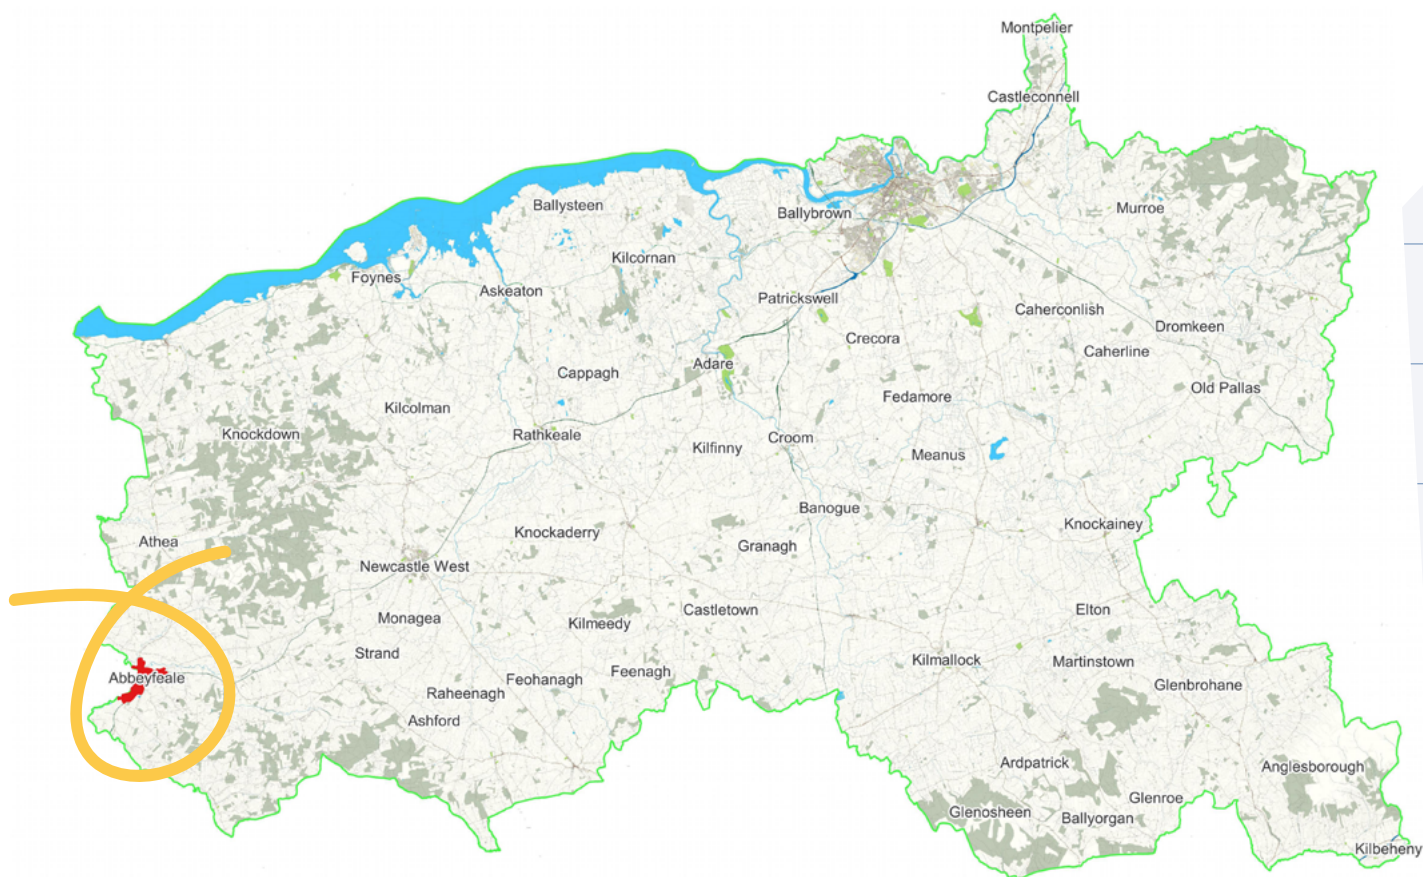 Montpelier
Castleconnell
Ballysteen
Ballybrown
Murroe
Kilcornan
Foynes
Askeaton
Patrickswell
Caherconlish
Dromkeen
Crecora
Caherline
Adare
Cappagh
Old Pallas
Fedamore
Kilcolman
Knockdown
Rathkeale
Croom
Kilfinny
Meanus
Banogue
Knockainey
Knockaderry
Athea
Granagh
Newcastle West
Castletown
Elton
Monagea
Kilmeedy
Strand
Kilmallock
Martinstown
Feenagh
Abbeyfeale
Feohanagh
Glenbrohane
Raheenagh
Ashford
Ardpatrick
Anglesborough
Glenroe
Glenosheen
Ballyorgan
Kilbeheny